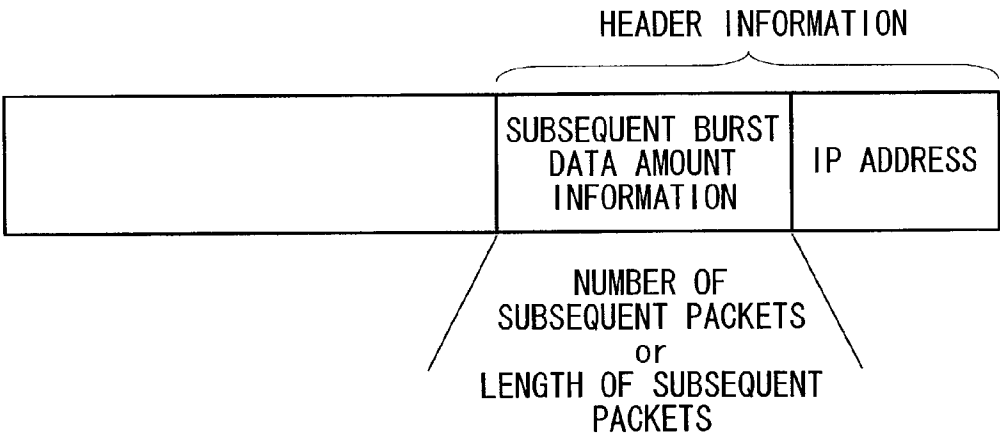 HEADER INFORMATION
SUBSEQUENT BURST
DATA AMOUNT
INFORMATION
IP ADDRESS
NUMBER OF
SUBSEQUENT PACKETS
or
LENGTH OF SUBSEQUENT
PACKETS